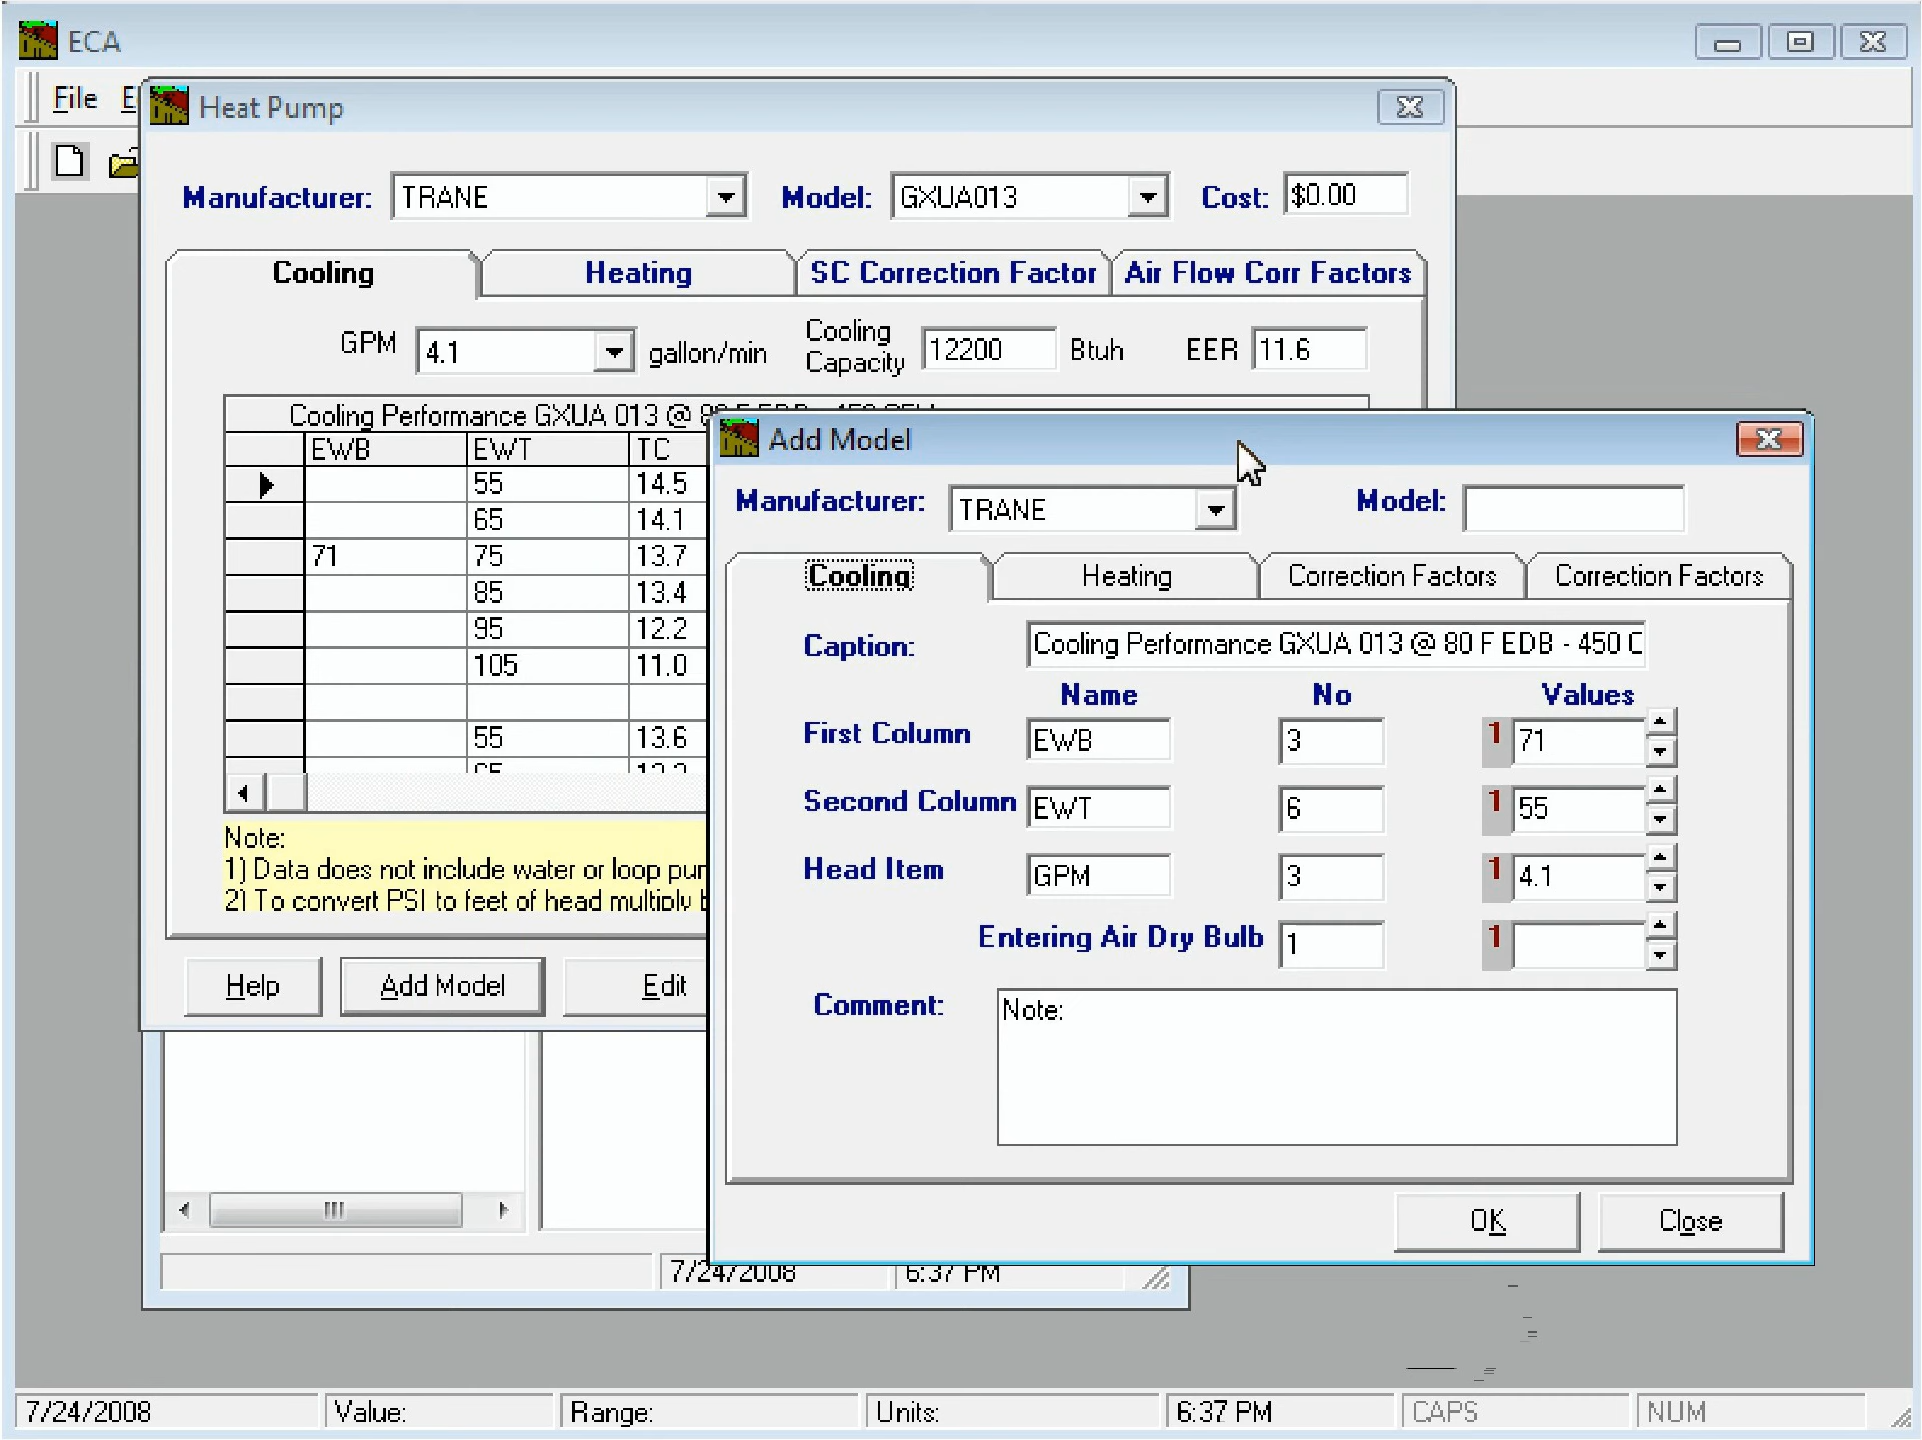 ECA
File
Heat Pump
Manufacturer: TRANE Model: GXUA013 Cost: $0.00
Cooling Heating SC Correction Factor Air Flow Corr Factors
GPM 4.1 gallon/min Cooling Capacity 12200 Btuh EER 11.6
Cooling Performance GXUA 013 @
EWB EWT TC
55 14.5
65 14.1
71 75 13.7
85 13.4
95 12.2
105 11.0
55 13.6
Note:
1) Data does not include water or loop
2) To convert PSI to feet of head multiply
Help Add Model Edit
Add Model
Manufacturer: TRANE Model:
Cooling Heating Correction Factors Correction Factors
Caption: Cooling Performance GXUA 013 @ 80 F EDB - 450
Name No Values
First Column EWB 3 1 71
Second Column EWT 6 1 55
Head Item GPM 3 1 4.1
Entering Air Dry Bulb 1 1
Comment: Note:
OK Close
7/24/2008 6:37 PM
7/24/2008 Value: Range: Units: 6:37 PM CAPS NUM